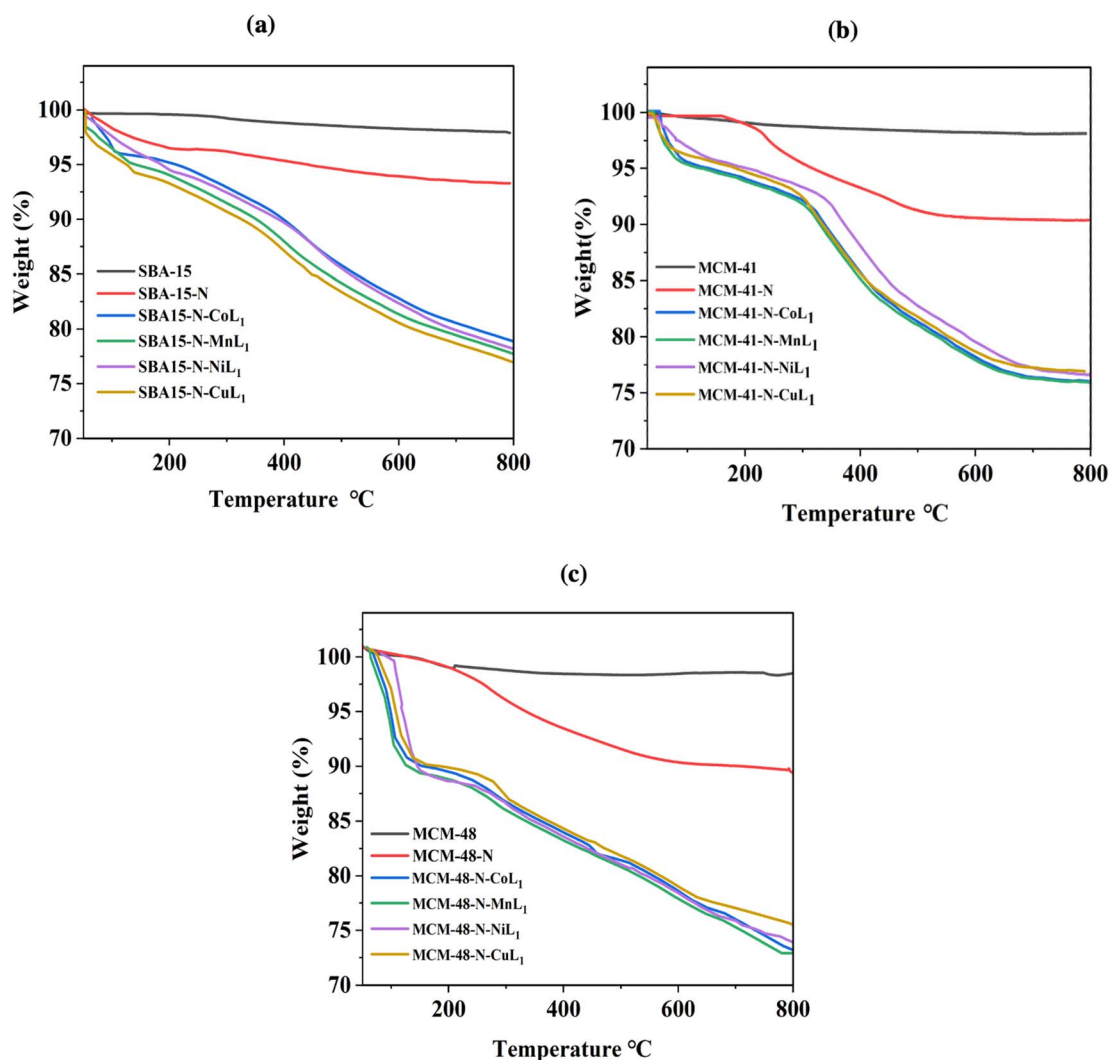 (a)
100
95
90
85
80
75
70
Weight (%)
SBA-15
SBA-15-N
SBA15-N-CoL1
SBA15-N-MnL1
SBA15-N-NiL1
SBA15-N-CuL1
200
400
600
800
Temperature °C
(b)
100
95
90
85
80
75
70
Weight(%)
MCM-41
MCM-41-N
MCM-41-N-CoL1
MCM-41-N-MnL1
MCM-41-N-NiL1
MCM-41-N-CuL1
200
400
600
800
Temperature °C
(c)
100
95
90
85
80
75
70
Weight (%)
MCM-48
MCM-48-N
MCM-48-N-CoL1
MCM-48-N-MnL1
MCM-48-N-NiL1
MCM-48-N-CuL1
200
400
600
800
Temperature °C